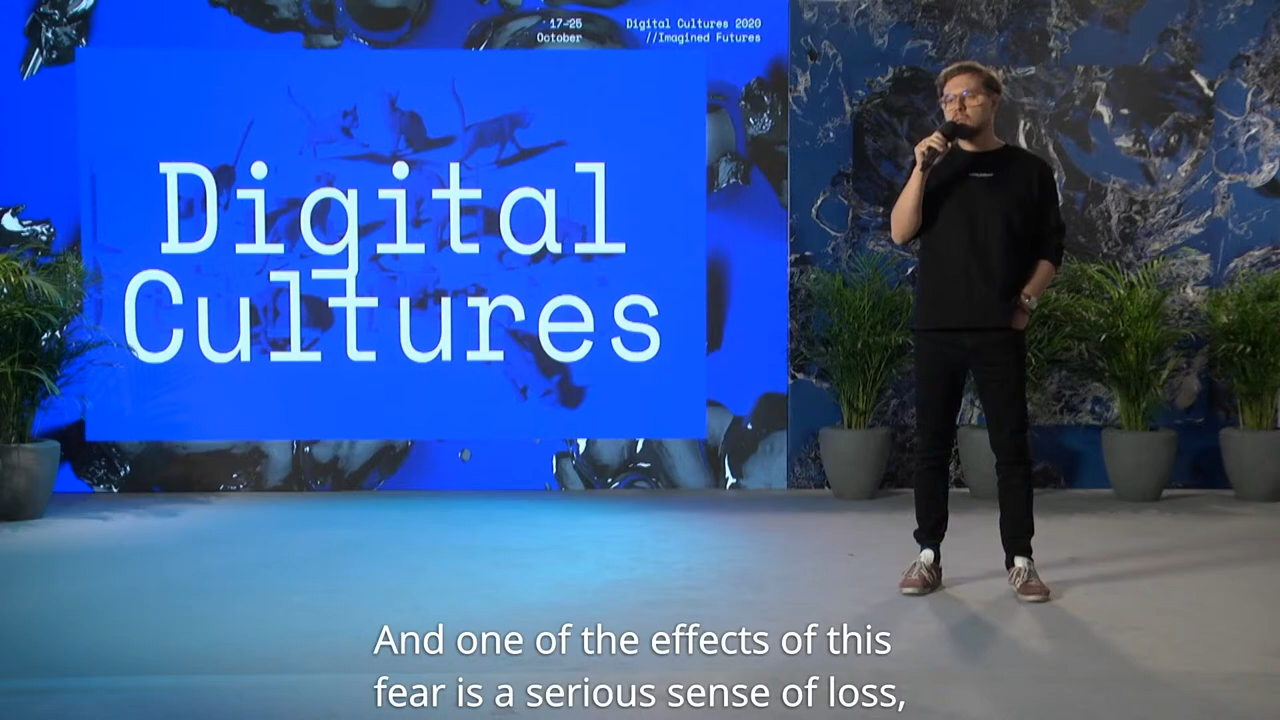 17–25
October
Digital Cultures 2020
//Imagined Futures
Digital
Cultures
And one of the effects of this
fear is a serious sense of loss,